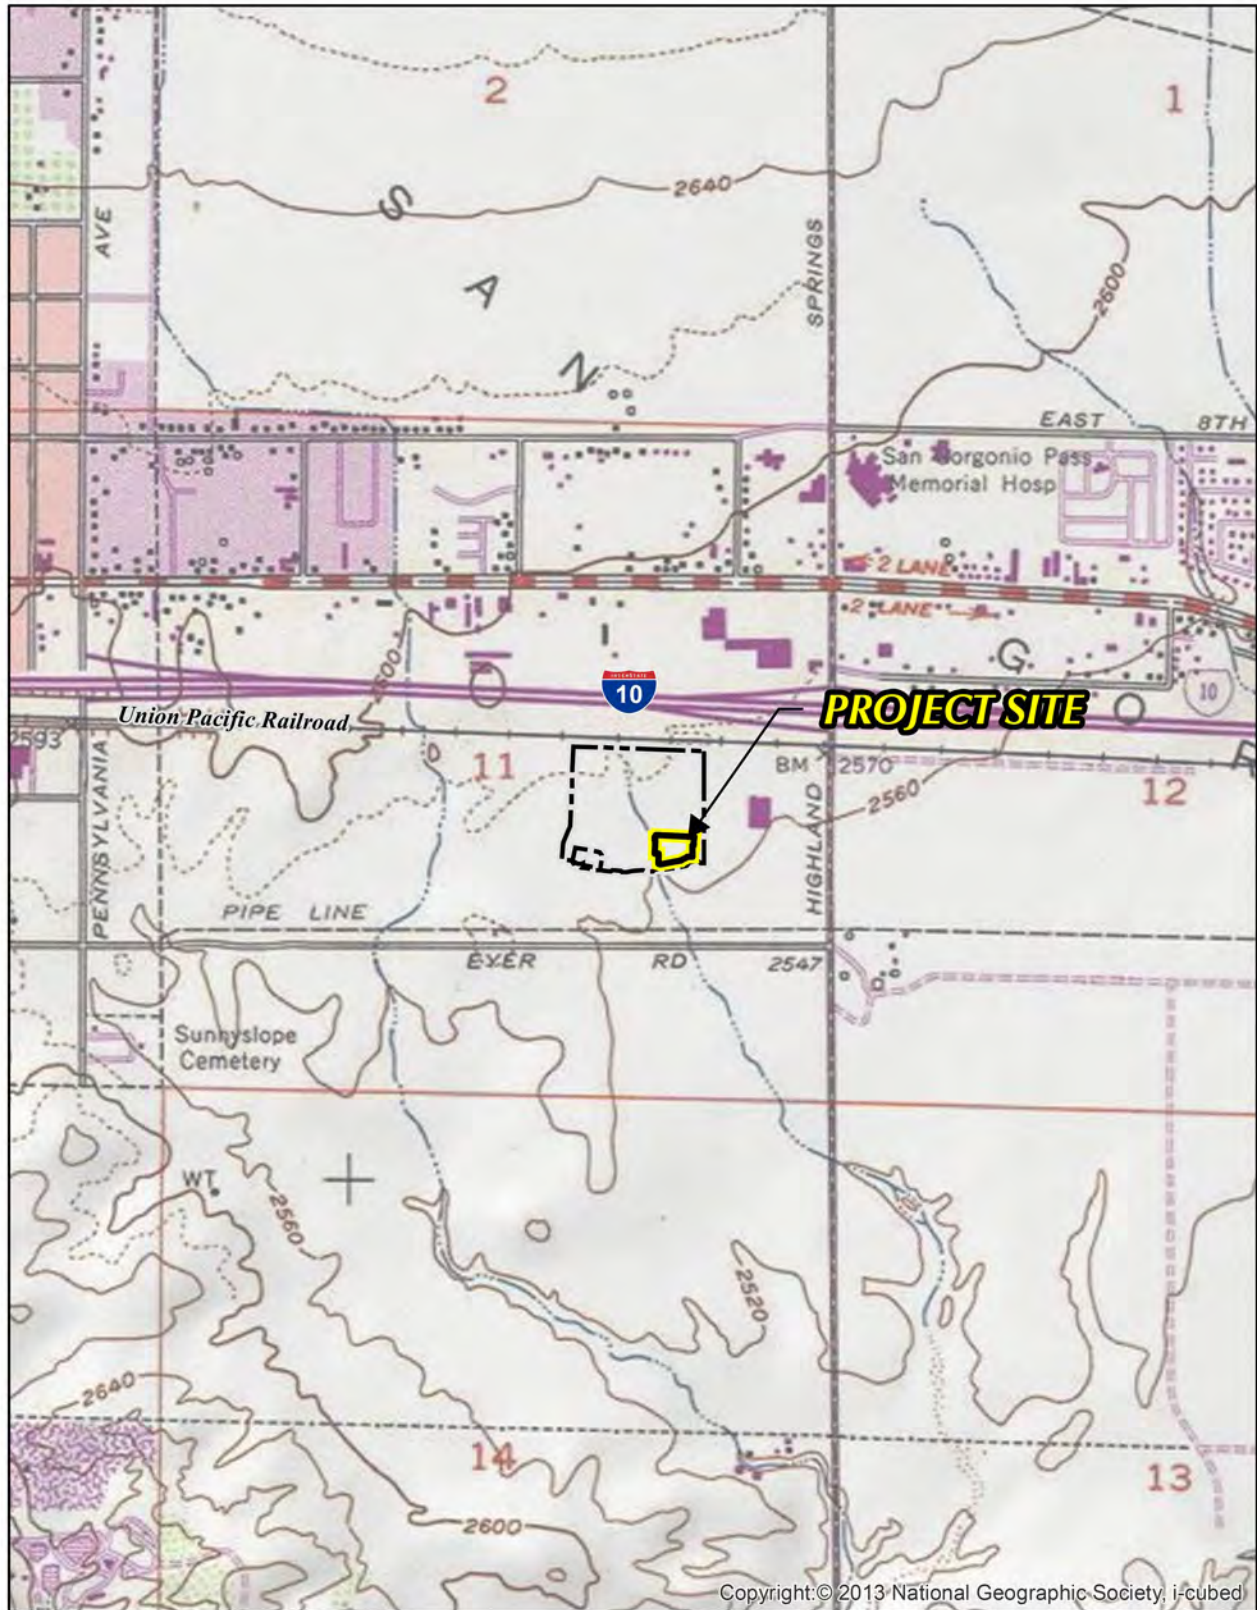 2
1
S
2640
AVE
A
SPRINGS
2600
N
EAST 8TH
San Gorgonio Pass
Memorial Hosp
2 LANE
2 LANE
G
O
INTERSTATE
10
10
PROJECT SITE
O
Union Pacific Railroad
2593
11
BM 2570
2560
12
PENNSYLVANIA
HIGHLAND
PIPE LINE
RD
2547
Sunnyslope
Cemetery
WT
2560
2520
2640
14
13
2600
Copyright:© 2013 National Geographic Society, i-cubed